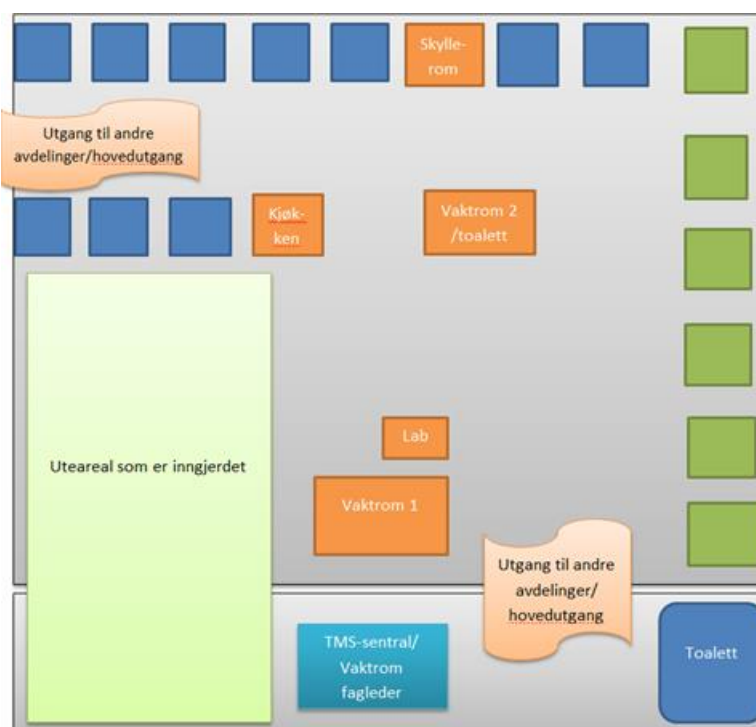 Skylle-
rom
Utgang til andre
avdelinger/hovedutgang
Kjøk-
ken
Vaktrom 2
/toalett
Lab
Uteareal som er inngjerdet
Vaktrom 1
Utgang til andre
avdelinger/
hovedutgang
TMS-sentral/
Vaktrom
fagleder
Toalett